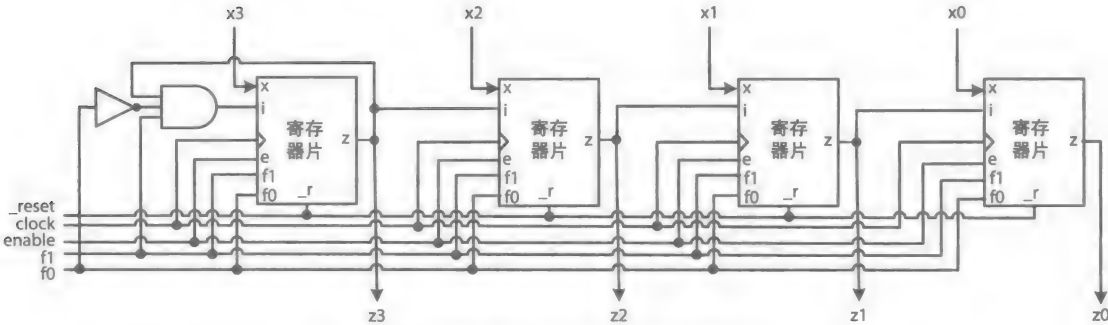 x3 x2 x1 x0
x x x x
i i i i
寄存 寄存 寄存 寄存
z z z z
器片 器片 器片 器片
e e e e
f1 f1 f1 f1
f0 _r f0 _r f0 _r f0 _r
_reset
clock
enable
f1
f0
z3 z2 z1 z0